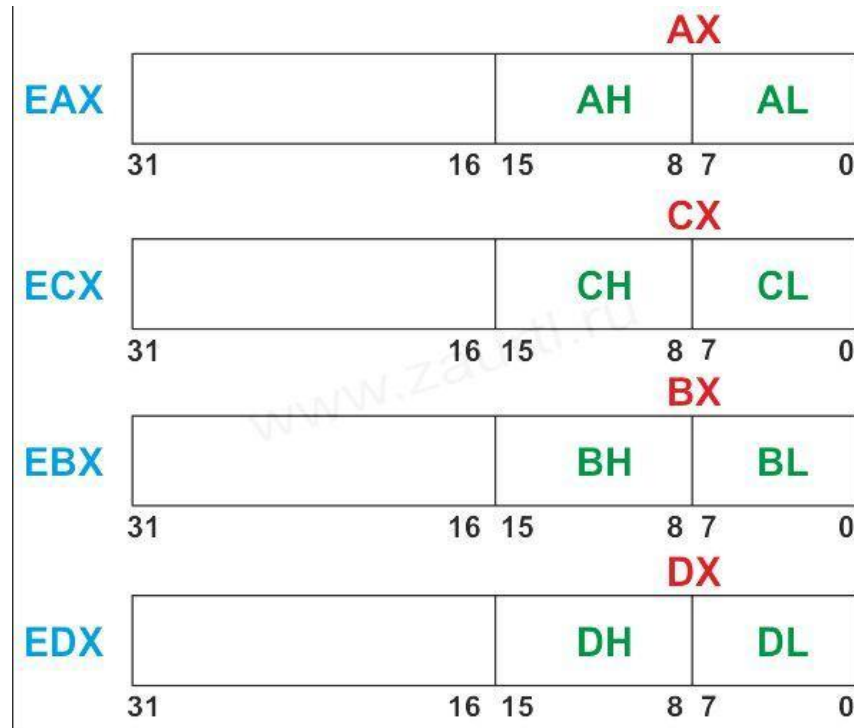 AX
EAX AH AL
31 16 15 8 7 0
CX
ECX CH CL
31 16 15 8 7 0
BX
EBX BH BL
31 16 15 8 7 0
DX
EDX DH DL
31 16 15 8 7 0